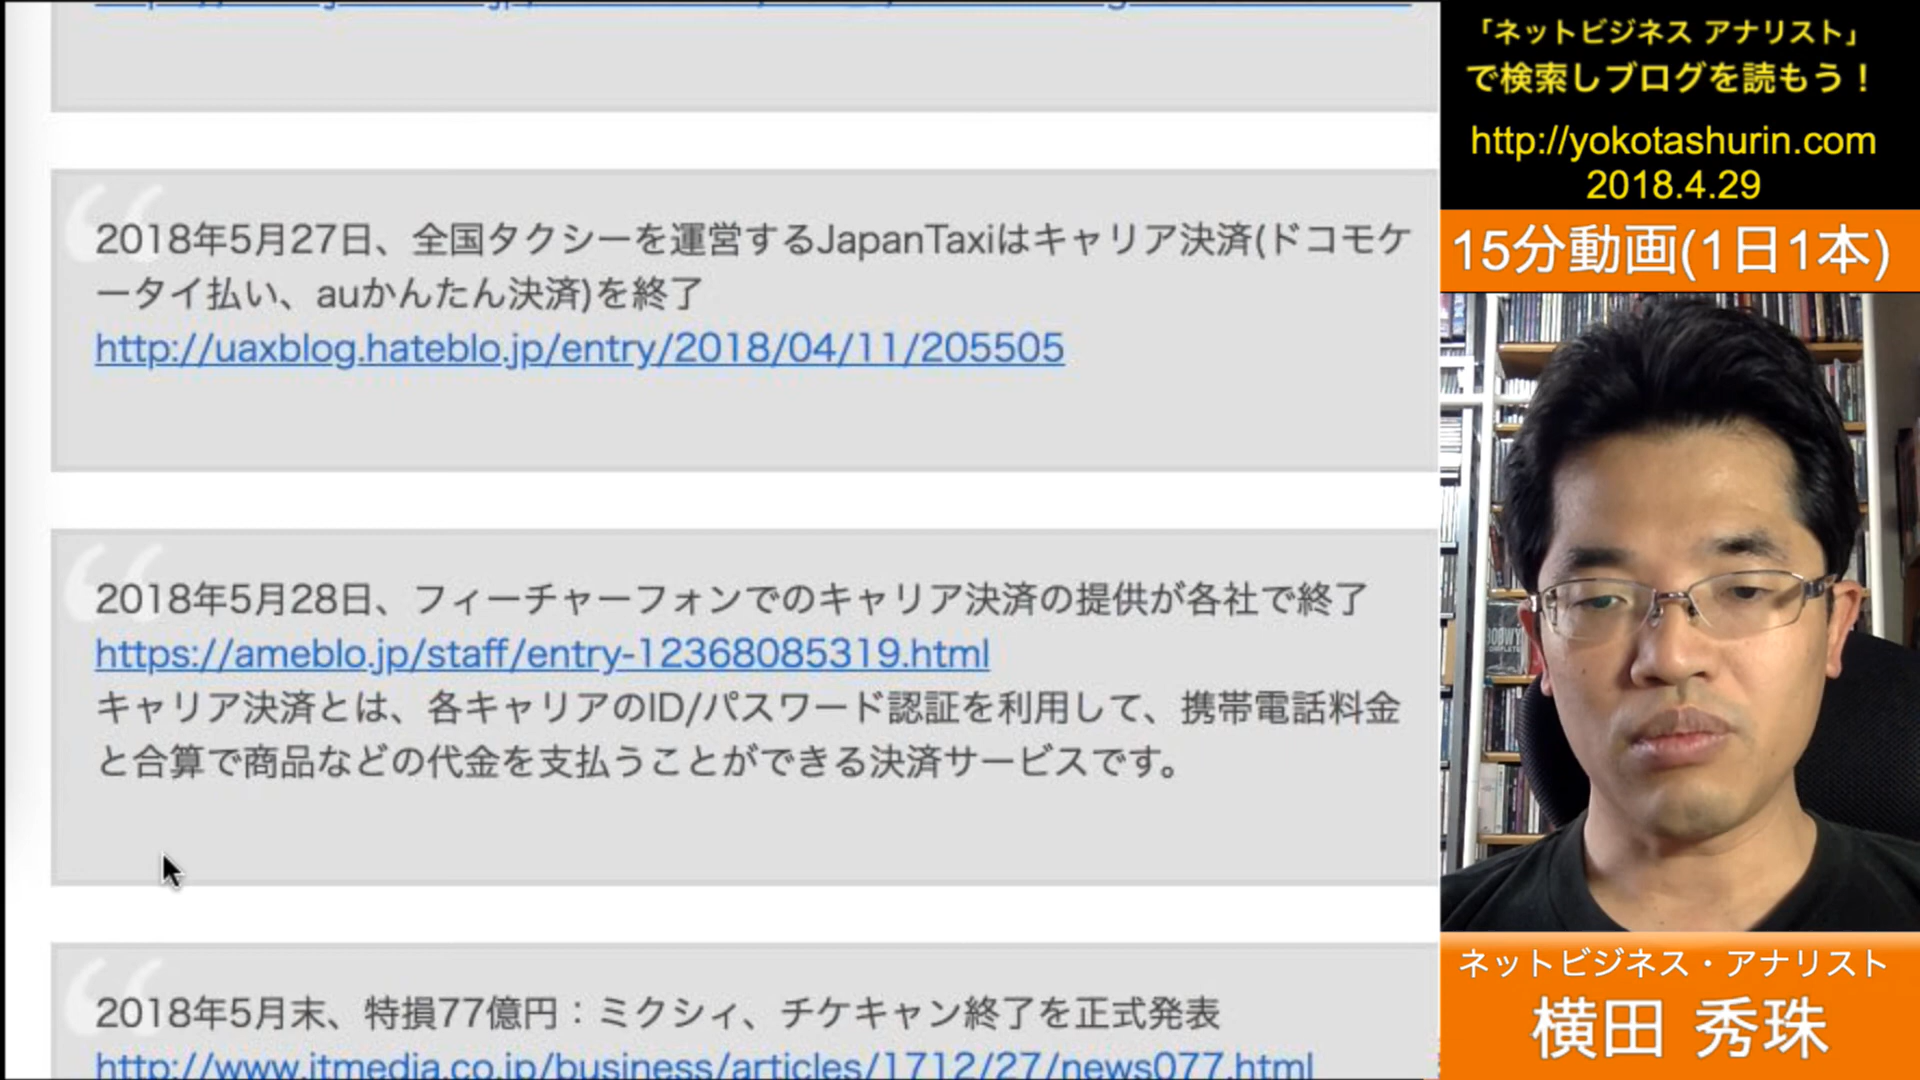 2018年5月27日、全国タクシーを運営するJapanTaxiはキャリア決済(ドコモケ
ータイ払い、auかんたん決済)を終了
http://uaxblog.hateblo.jp/entry/2018/04/11/205505
2018年5月28日、フィーチャーフォンでのキャリア決済の提供が各社で終了
https://ameblo.jp/staff/entry-12368085319.html
キャリア決済とは、各キャリアのID/パスワード認証を利用して、携帯電話料金
と合算で商品などの代金を支払うことができる決済サービスです。
2018年5月末、特損77億円：ミクシィ、チケキャン終了を正式発表
http://www.itmedia.co.jp/business/articles/1712/27/news077.html
「ネットビジネス アナリスト」
で検索しブログを読もう！
http://yokotashurin.com
2018.4.29
15分動画(1日1本)
ネットビジネス・アナリスト
横田 秀珠